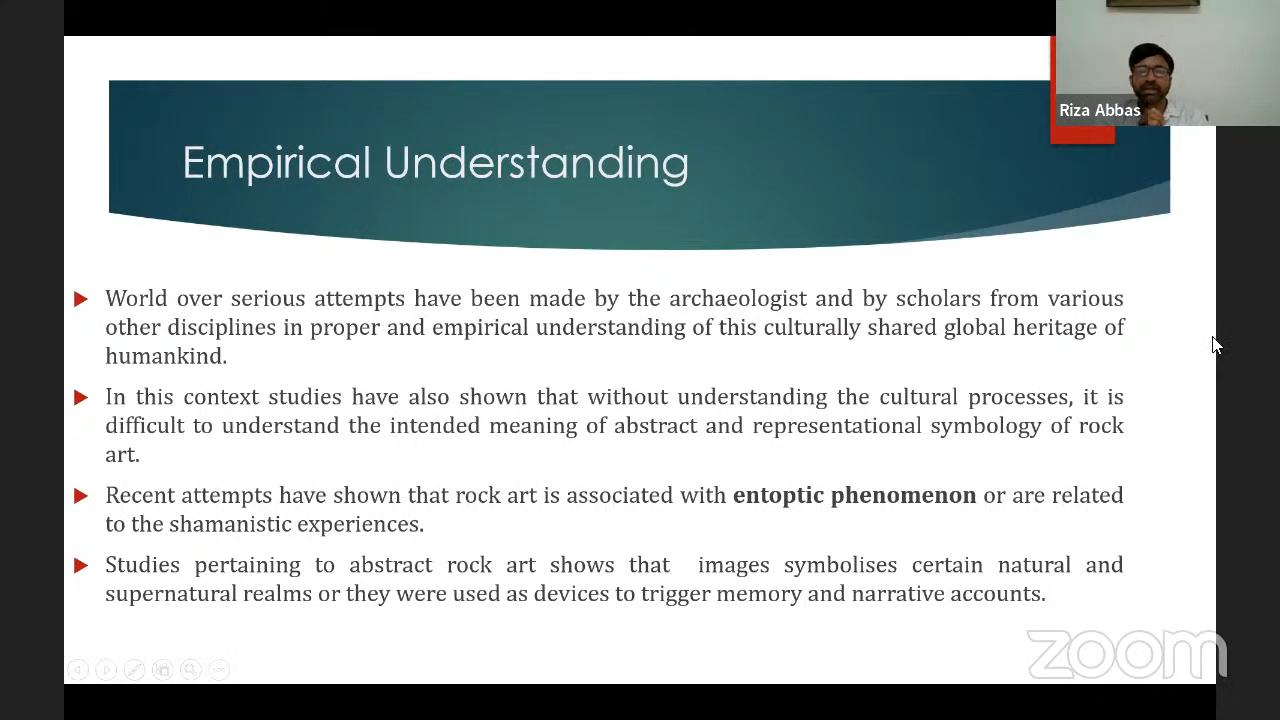 Riza Abbas
Empirical Understanding
World over serious attempts have been made by the archaeologist and by scholars from various
other disciplines in proper and empirical understanding of this culturally shared global heritage of
humankind.
In this context studies have also shown that without understanding the cultural processes, it is
difficult to understand the intended meaning of abstract and representational symbology of rock
art.
Recent attempts have shown that rock art is associated with entoptic phenomenon or are related
to the shamanistic experiences.
Studies pertaining to abstract rock art shows that images symbolises certain natural and
supernatural realms or they were used as devices to trigger memory and narrative accounts.
zoom